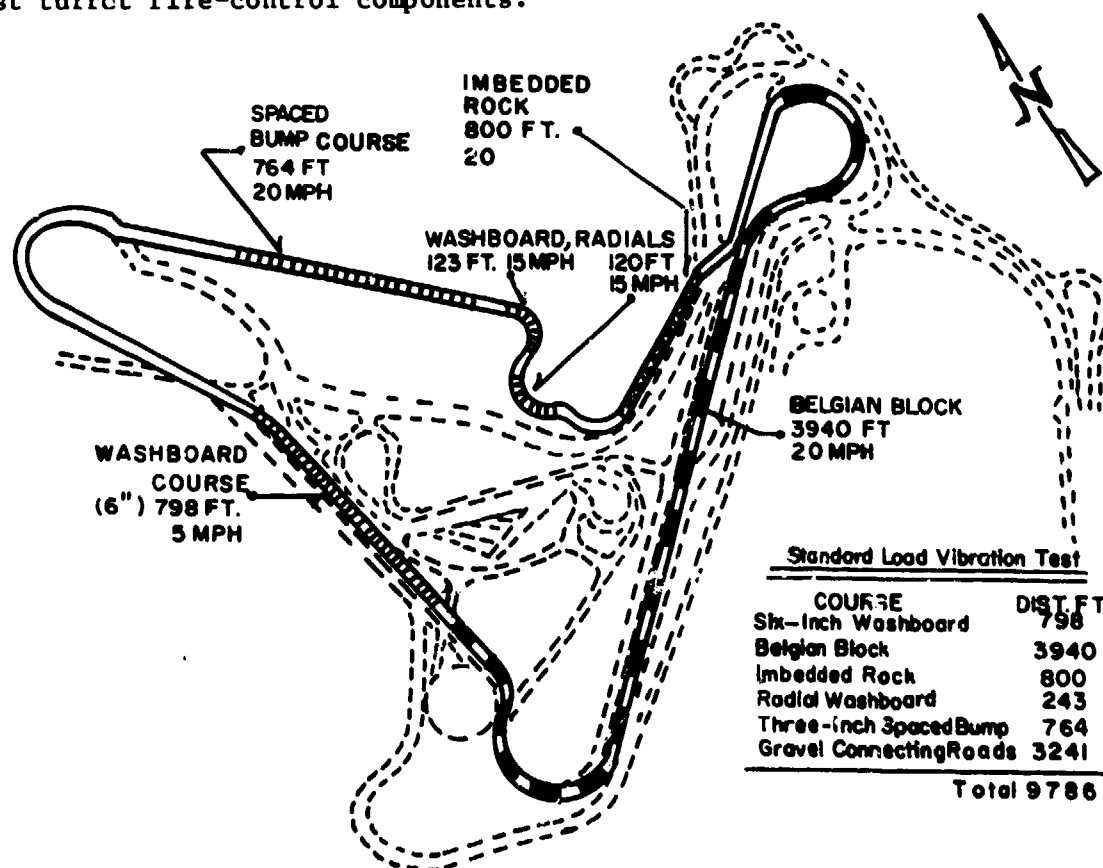 st turret fire-control components.
SPACED
BUMP COURSE
764 FT
20 MPH
IMBEDDED
ROCK
800 FT.
20
N
WASHBOARD, RADIALS
123 FT. 15 MPH 120 FT
15 MPH
BELGIAN BLOCK
3940 FT
20 MPH
WASHBOARD
COURSE
(6") 798 FT.
5 MPH
Standard Load Vibration Test
COURSE DIST. FT
Six-Inch Washboard 798
Belgian Block 3940
Imbedded Rock 800
Radial Washboard 243
Three-Inch Spaced Bump 764
Gravel Connecting Roads 3241
Total 9786